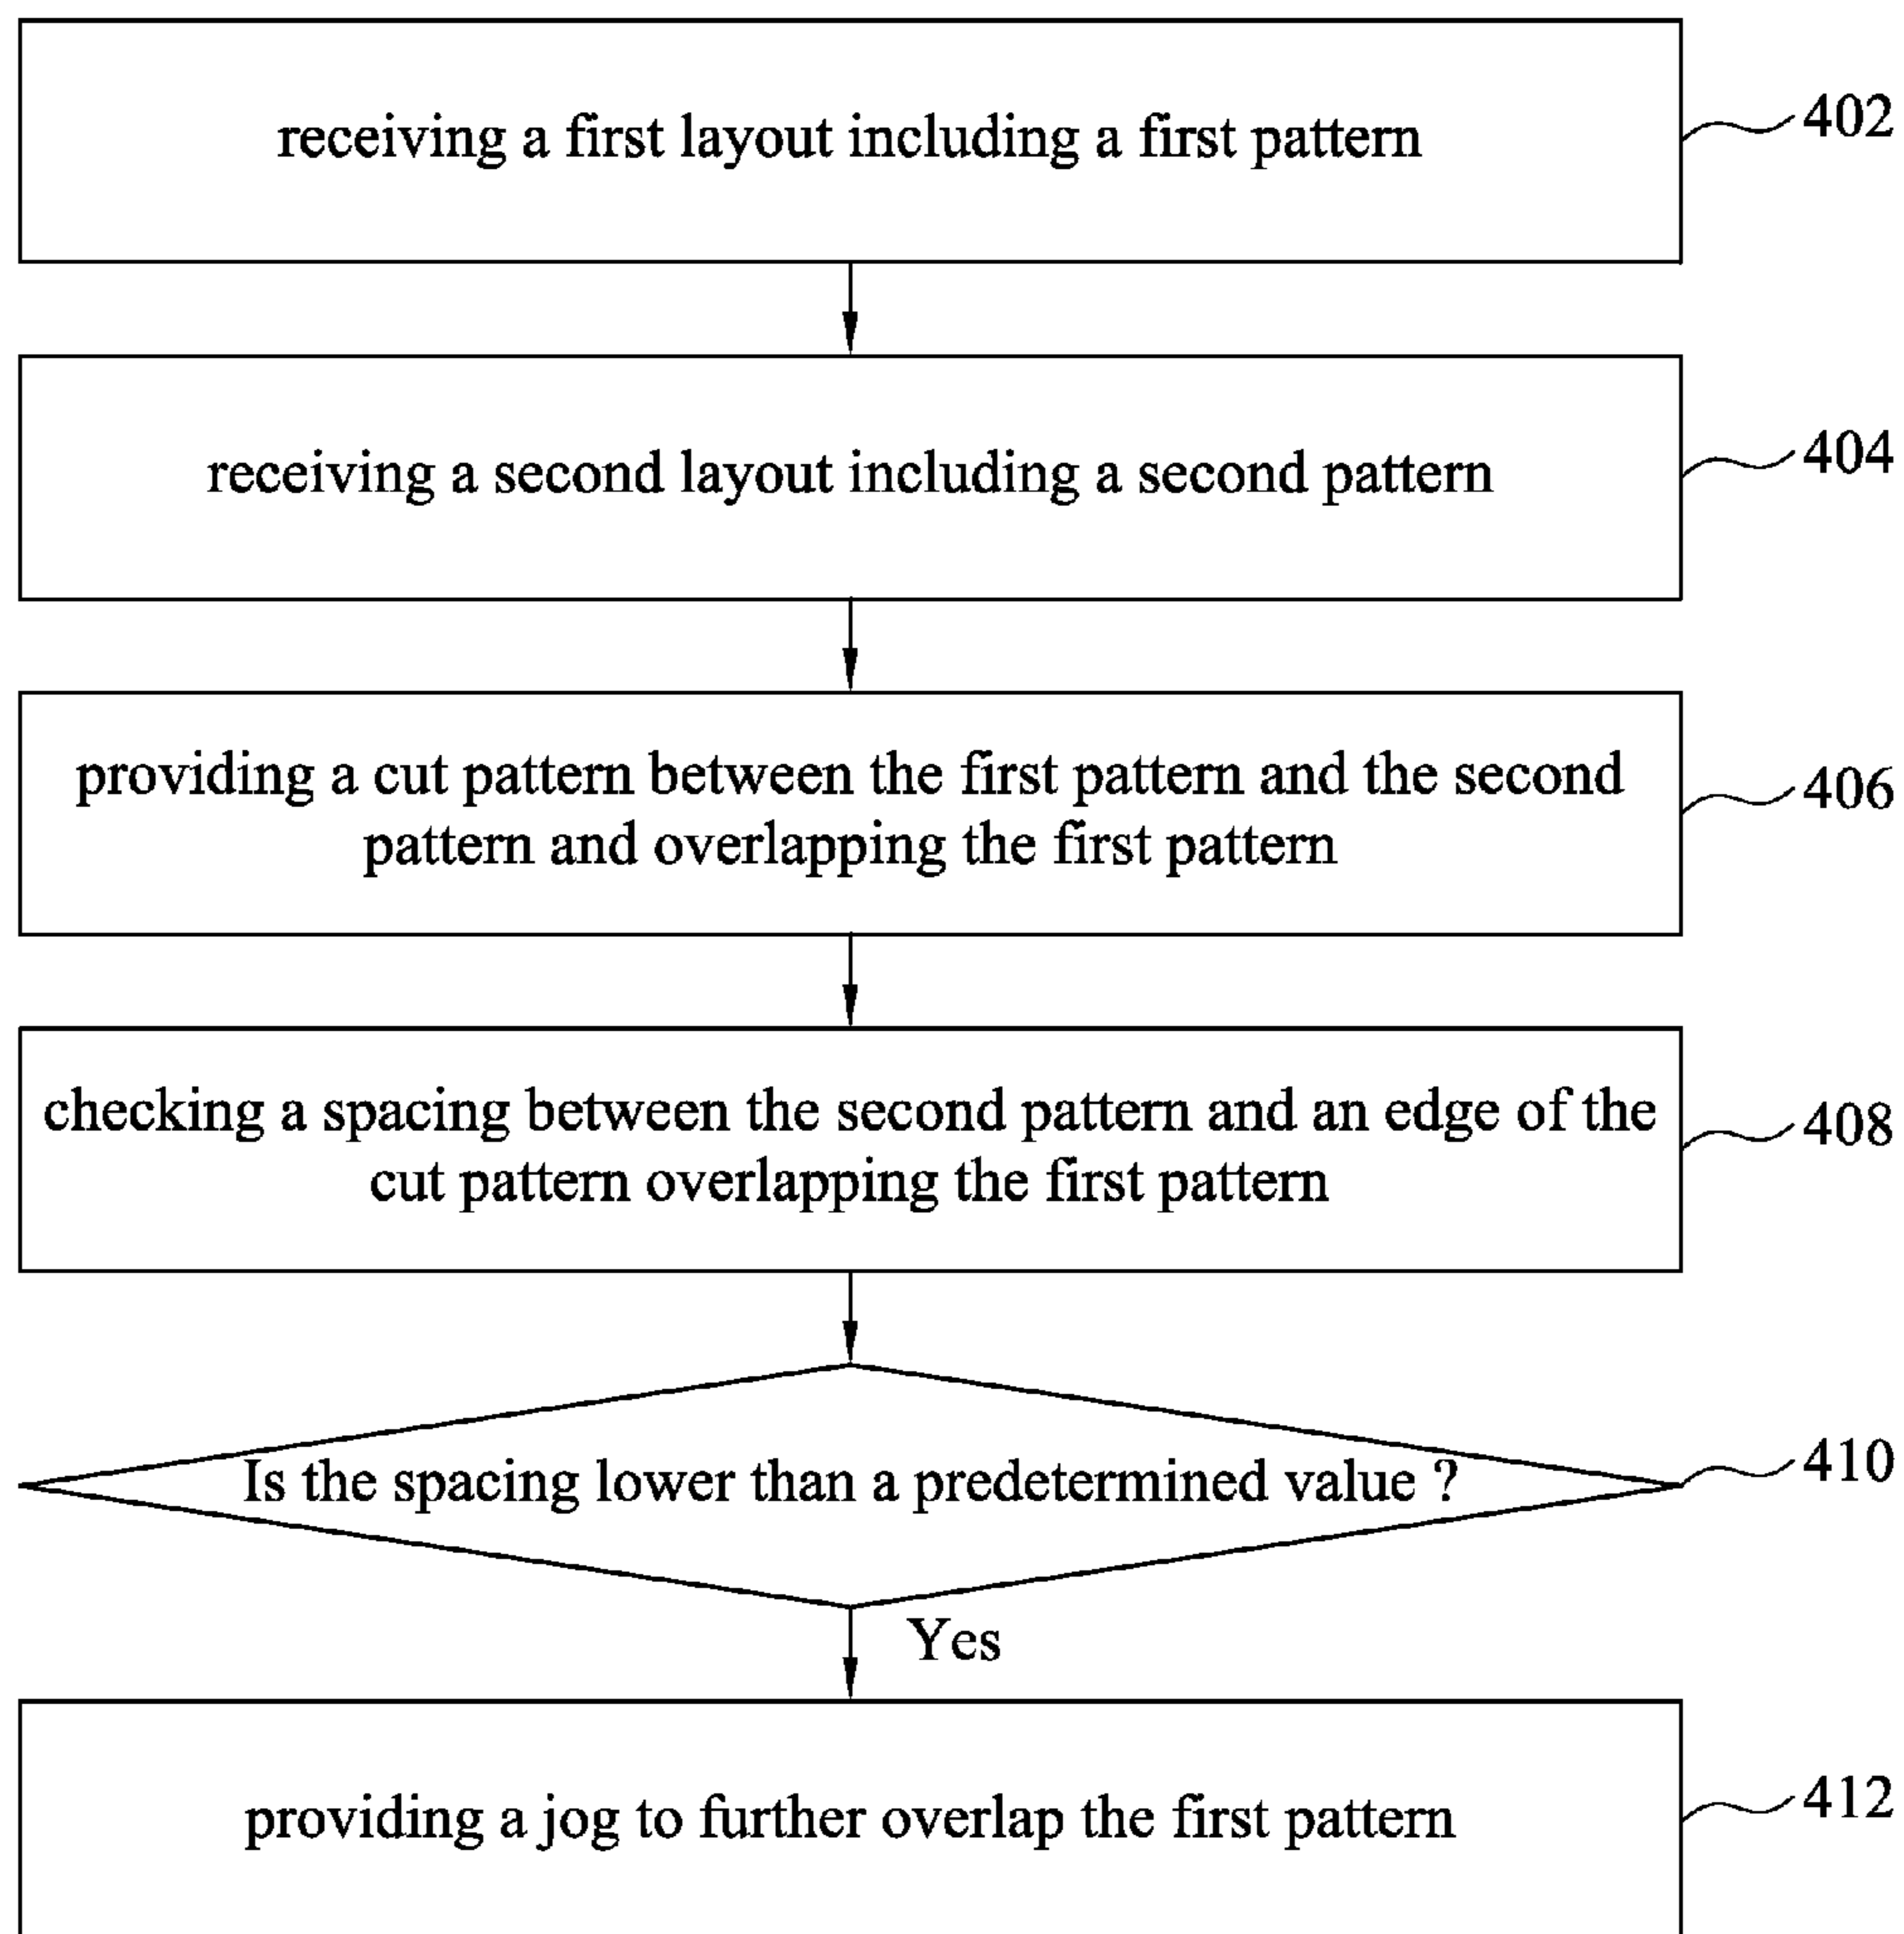 receiving a first layout including a first pattern
402
receiving a second layout including a second pattern
404
providing a cut pattern between the first pattern and the second
pattern and overlapping the first pattern
406
checking a spacing between the second pattern and an edge of the
cut pattern overlapping the first pattern
408
Is the spacing lower than a predetermined value ?
410
Yes
providing a jog to further overlap the first pattern
412